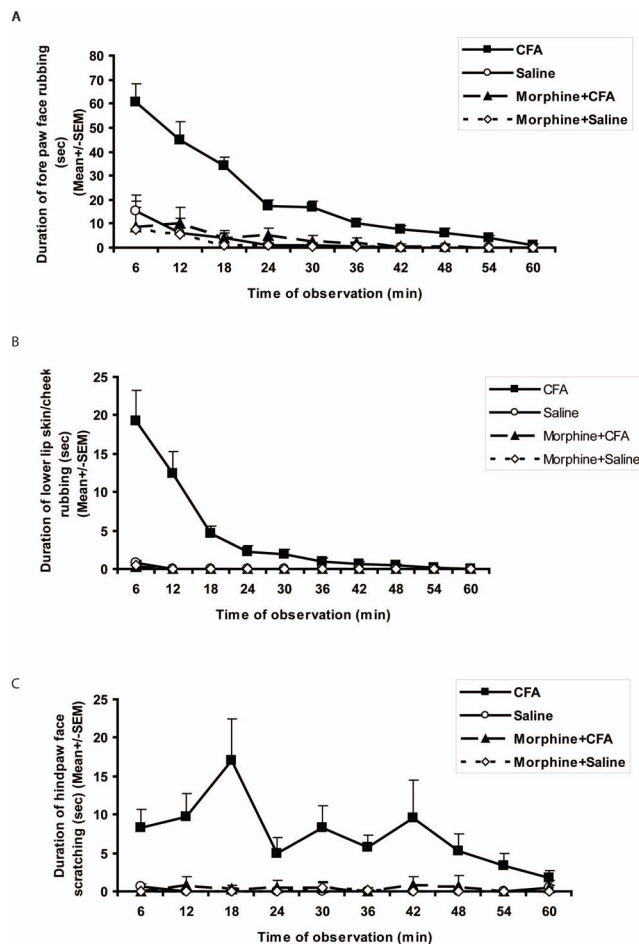 A
CFA
Saline
Morphine+CFA
Morphine+Saline
Duration of fore paw face rubbing
(sec)
(Mean+/-SEM)
80
70
60
50
40
30
20
10
0
6 12 18 24 30 36 42 48 54 60
Time of observation (min)
B
CFA
Saline
Morphine+CFA
Morphine+Saline
Duration of lower lip skin/cheek
rubbing (sec)
(Mean+/-SEM)
25
20
15
10
5
0
6 12 18 24 30 36 42 48 54 60
Time of observation (min)
C
CFA
Saline
Morphine+CFA
Morphine+Saline
Duration of hindpaw face
scratching (sec) (Mean+/-SEM)
25
20
15
10
5
0
6 12 18 24 30 36 42 48 54 60
Time of observation (min)